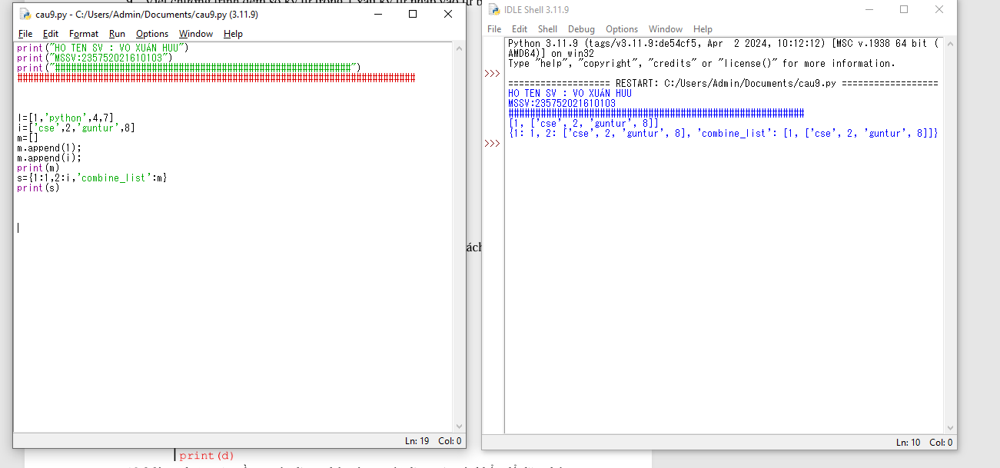 cau9.py - C:/Users/Admin/Documents/cau9.py (3.11.9)
File Edit Format Run Options Window Help
print("HO TEN SV : VO XUÁN HUU")
print("MSSV:235752021610103")
print("#######################################################")
##########################################################################
l=[1,'python',4,7]
i=['cse',2,'guntur',8]
m=[]
m.append(1);
m.append(i);
print(m)
s={1:1,2:i,'combine_list':m}
print(s)
Ln: 19 Col: 0
IDLE Shell 3.11.9
File Edit Shell Debug Options Window Help
Python 3.11.9 (tags/v3.11.9:de54cf5, Apr 2 2024, 10:12:12) [MSC v.1938 64 bit (
AMD64)] on win32
Type "help", "copyright", "credits" or "license()" for more information.
>>>
=================== RESTART: C:/Users/Admin/Documents/cau9.py ==================
HO TEN SV : VO XUÁN HUU
MSSV:235752021610103
#######################################################
[1, ['cse', 2, 'guntur', 8]]
{1: 1, 2: ['cse', 2, 'guntur', 8], 'combine_list': [1, ['cse', 2, 'guntur', 8]]}
>>>
Ln: 10 Col: 0
ách
print(d)